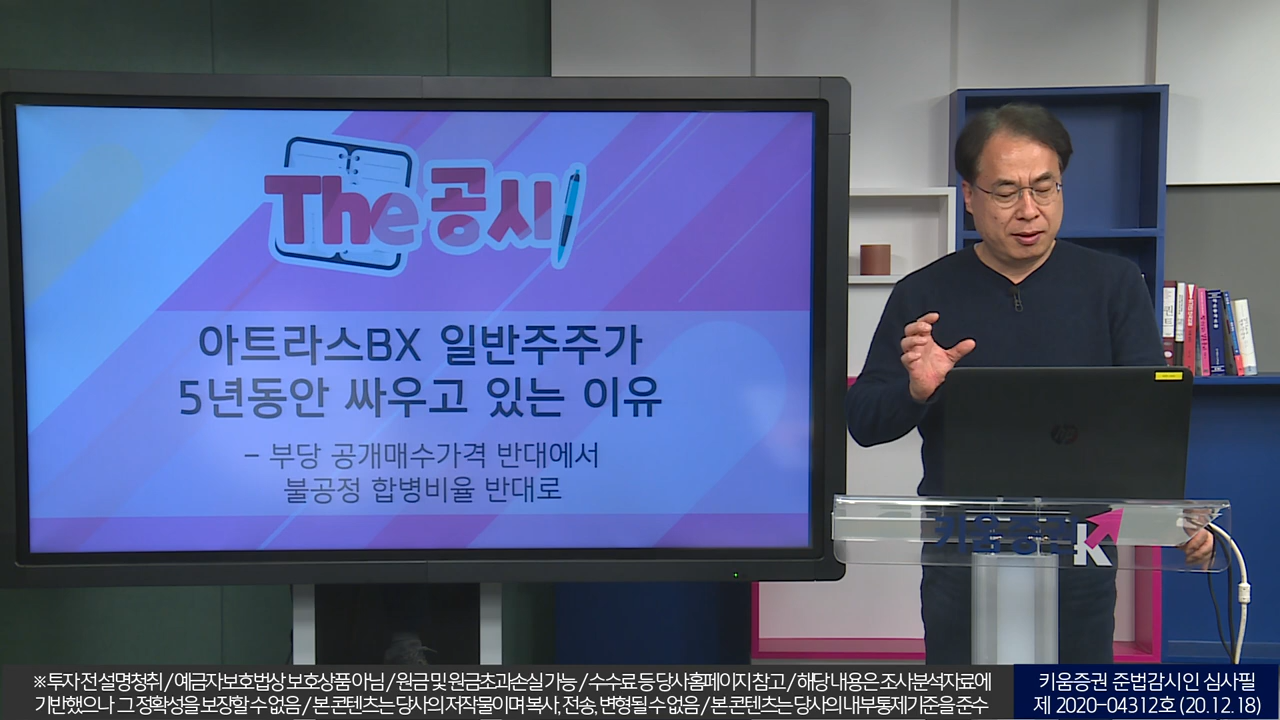 The 공시
아트라스BX 일반주주가
5년동안 싸우고 있는 이유
- 부당 공개매수가격 반대에서
불공정 합병비율 반대로
hp
키움증권 K
※ 투자 전 설명청취 / 예금자보호법상 보호상품 아님 / 원금 및 원금초과손실 가능 / 수수료 등 당사홈페이지 참고 / 해당 내용은 조사분석자료에
기반했으나 그 정확성을 보장할 수 없음 / 본 콘텐츠는 당사의 저작물이며 복사, 전송, 변형될 수 없음 / 본 콘텐츠는 당사의 내부통제기준을 준수
키움증권 준법감시인 심사필
제 2020-04312호 (20.12.18)